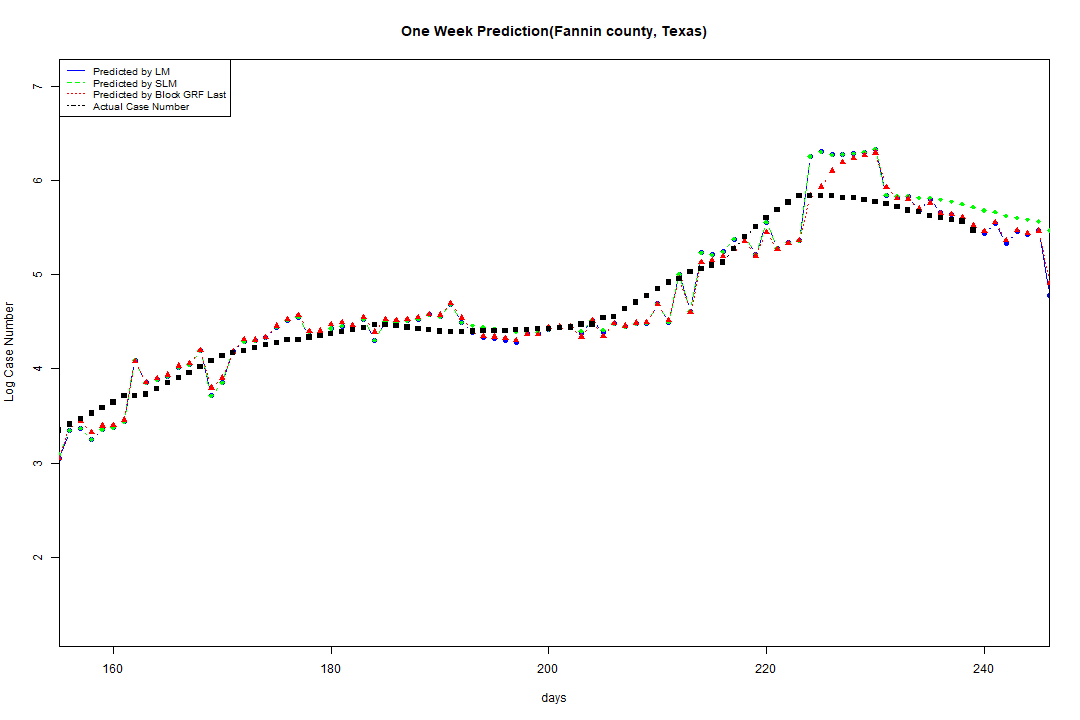 One Week Prediction(Fannin county, Texas)
Predicted by LM
Predicted by SLM
Predicted by Block GRF Last
Actual Case Number
7
6
5
4
3
2
Log Case Number
160 180 200 220 240
days